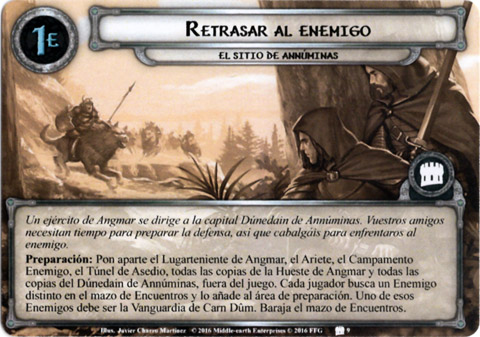 1E
RETRASAR AL ENEMIGO
EL SITIO DE ANNÚMINAS
Un ejército de Angmar se dirige a la capital Dúnedain de Annúminas. Vuestros amigos
necesitan tiempo para preparar la defensa, así que cabalgáis para enfrentaros al
enemigo.
Preparación: Pon aparte el Lugarteniente de Angmar, el Ariete, el Campamento
Enemigo, el Túnel de Asedio, todas las copias de la Hueste de Angmar y todas las
copias del Dúnedain de Annúminas, fuera del juego. Cada jugador busca un Enemigo
distinto en el mazo de Encuentros y lo añade al área de preparación. Uno de esos
Enemigos debe ser la Vanguardia de Carn Dûm. Baraja el mazo de Encuentros.
Illus. Javier Charro Martínez © 2016 Middle-earth Enterprises © 2016 FFG 9